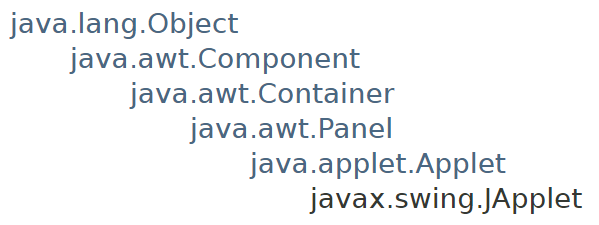 java.lang.Object
java.awt.Component
java.awt.Container
java.awt.Panel
java.applet.Applet
javax.swing.JApplet